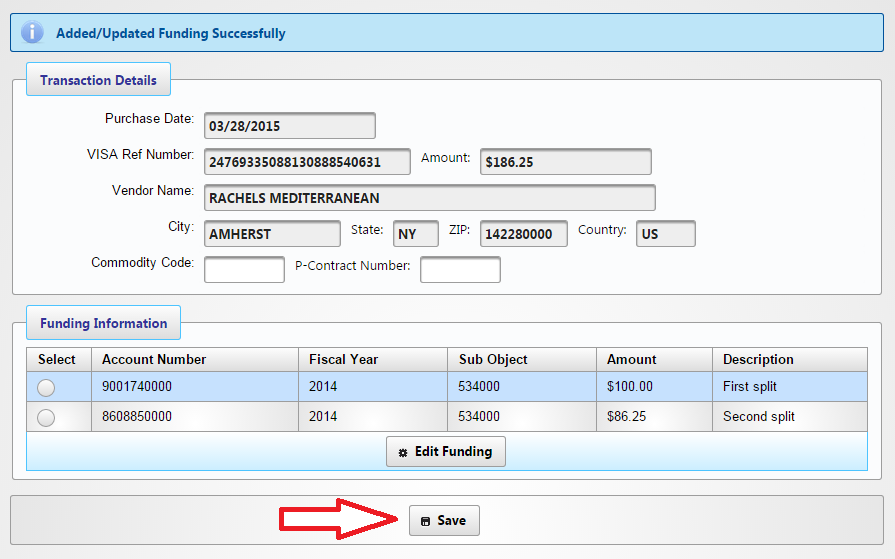 Added/Updated Funding Successfully
Transaction Details
Purchase Date: 03/28/2015
VISA Ref Number: 24769335088130888540631 Amount: $186.25
Vendor Name: RACHELS MEDITERRANEAN
City: AMHERST State: NY ZIP: 142280000 Country: US
Commodity Code: P-Contract Number:
Funding Information
Select Account Number Fiscal Year Sub Object Amount Description
9001740000 2014 534000 $100.00 First split
8608850000 2014 534000 $86.25 Second split
Edit Funding
Save